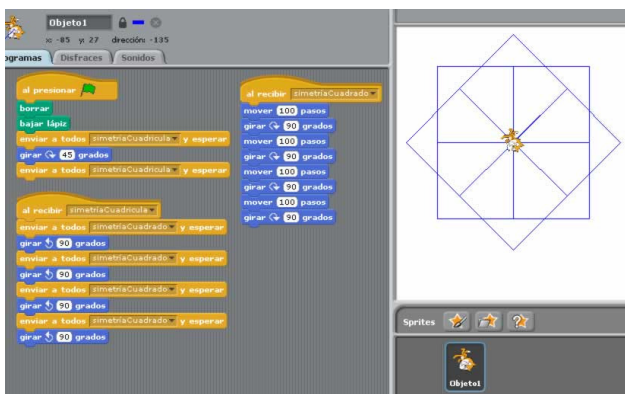 Objeto1
x: -85 y: 27 dirección: -135
ogramas Disfraces Sonidos
al presionar
borrar
bajar lápiz
enviar a todos simetríaCuadricula y esperar
girar 45 grados
enviar a todos simetríaCuadricula y esperar
al recibir simetríaCuadricula
enviar a todos simetríaCuadrado y esperar
girar 90 grados
enviar a todos simetríaCuadrado y esperar
girar 90 grados
enviar a todos simetríaCuadrado y esperar
girar 90 grados
enviar a todos simetríaCuadrado y esperar
girar 90 grados
al recibir simetríaCuadrado
mover 100 pasos
girar 90 grados
mover 100 pasos
girar 90 grados
mover 100 pasos
girar 90 grados
mover 100 pasos
girar 90 grados
Sprites
Objeto1